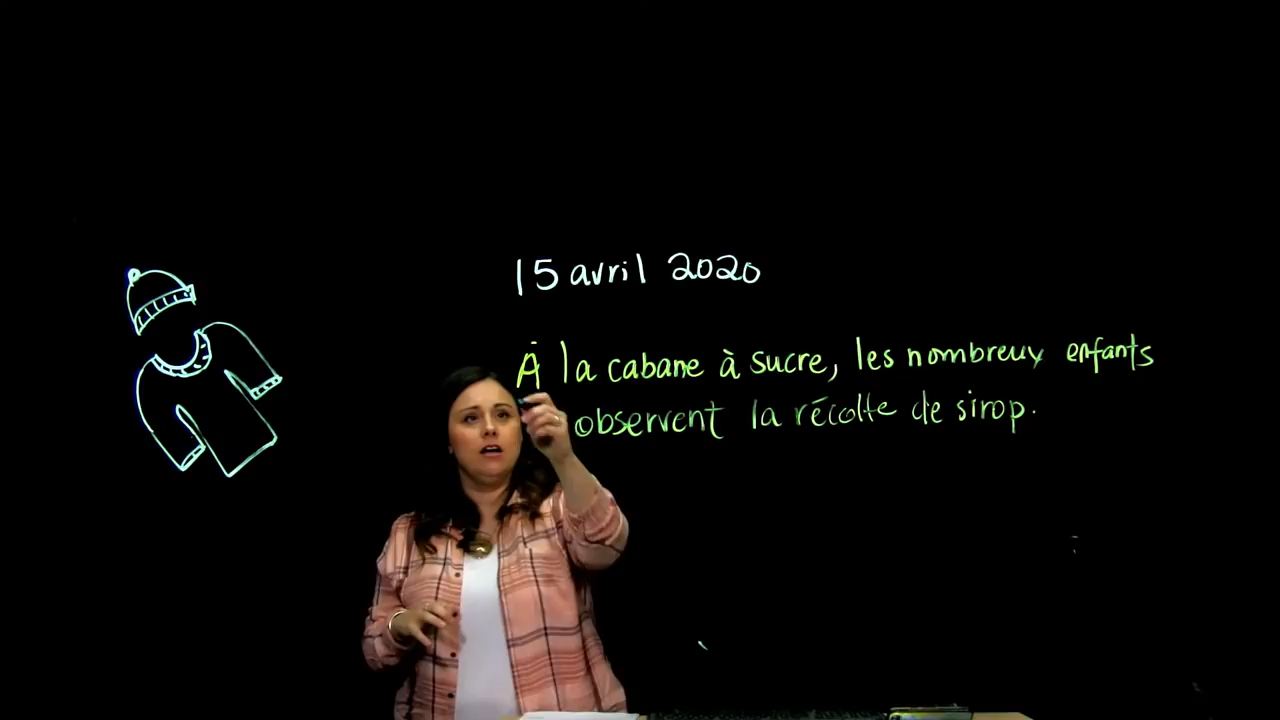 15 avril 2020
À la cabane à sucre, les nombreux enfants
observent la récolte de sirop.